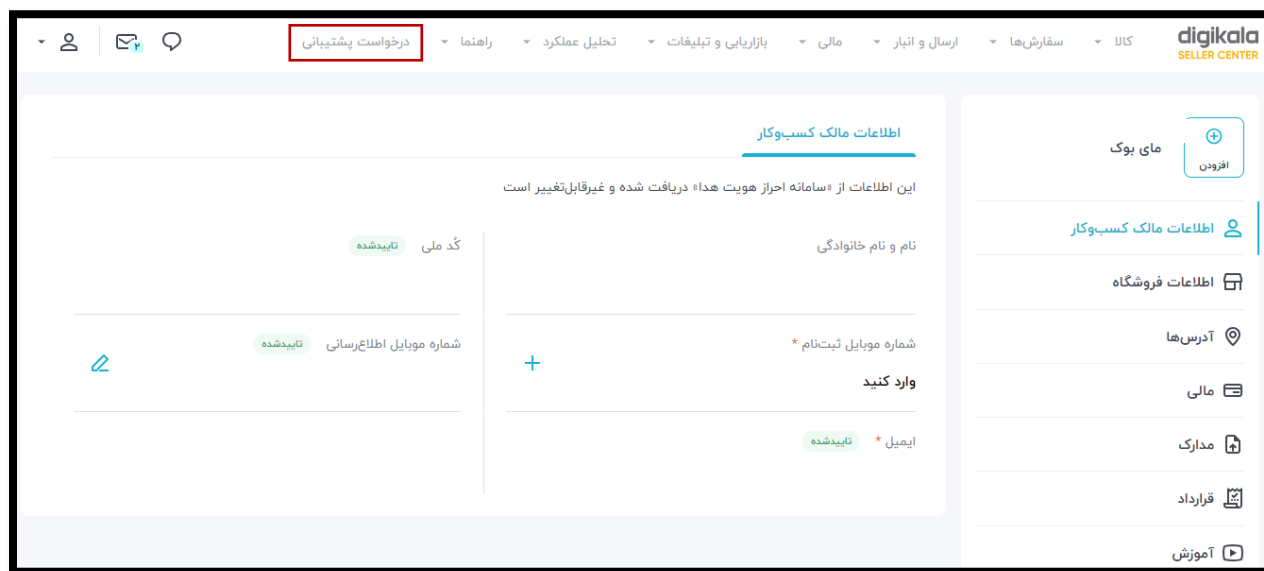 digikala
SELLER CENTER
کالا
سفارش‌ها
ارسال و انبار
مالی
بازاریابی و تبلیغات
تحلیل عملکرد
راهنما
درخواست پشتیبانی
۲
افزودن
مای بوک
اطلاعات مالک کسب‌وکار
اطلاعات فروشگاه
آدرس‌ها
مالی
مدارک
قرارداد
آموزش
اطلاعات مالک کسب‌وکار
این اطلاعات از «سامانه احراز هویت هدا» دریافت شده و غیرقابل‌تغییر است
نام و نام خانوادگی
کُد ملی تاییدشده
شماره موبایل ثبت‌نام *
وارد کنید
شماره موبایل اطلاع‌رسانی تاییدشده
ایمیل * تاییدشده